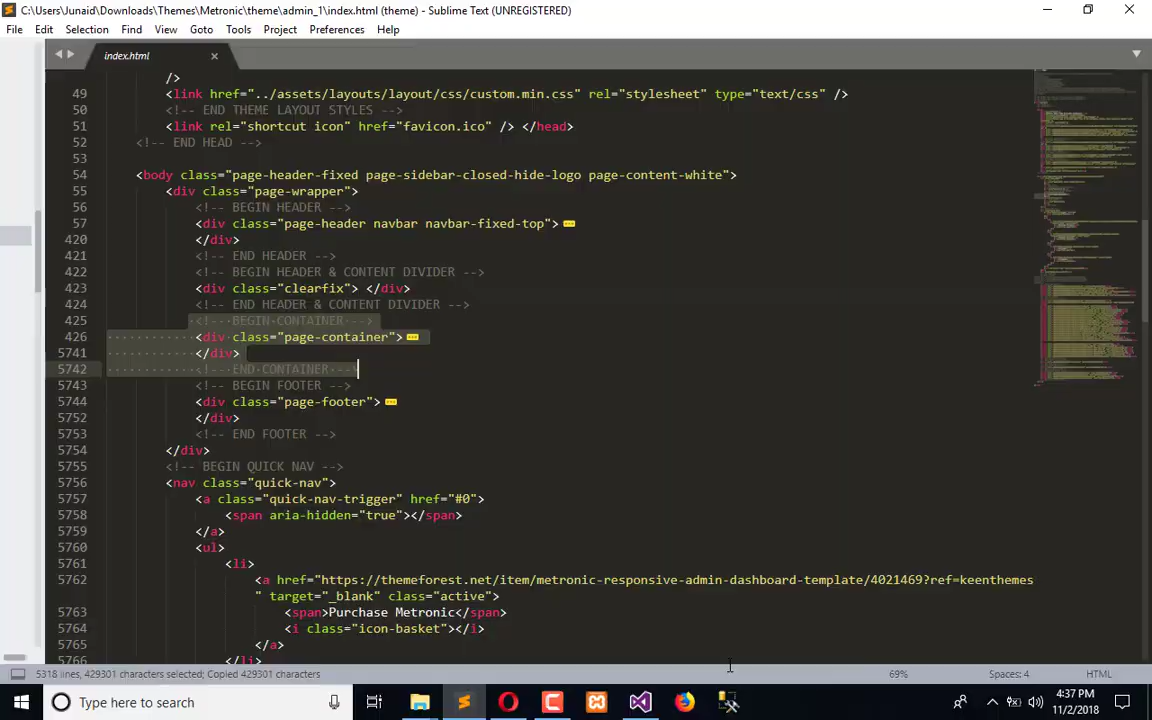 C:\Users\Junaid\Downloads\Themes\Metronic\theme\admin_1\index.html (theme) - Sublime Text (UNREGISTERED)
File Edit Selection Find View Goto Tools Project Preferences Help
index.html
/>
49 <link href="../assets/layouts/layout/css/custom.min.css" rel="stylesheet" type="text/css" />
50 <!-- END THEME LAYOUT STYLES -->
51 <link rel="shortcut icon" href="favicon.ico" /> </head>
52 <!-- END HEAD -->
53
54 <body class="page-header-fixed page-sidebar-closed-hide-logo page-content-white">
55 <div class="page-wrapper">
56 <!-- BEGIN HEADER -->
57 <div class="page-header navbar navbar-fixed-top">
420 </div>
421 <!-- END HEADER -->
422 <!-- BEGIN HEADER & CONTENT DIVIDER -->
423 <div class="clearfix"> </div>
424 <!-- END HEADER & CONTENT DIVIDER -->
425 <!-- BEGIN CONTAINER -->
426 <div class="page-container">
5741 </div>
5742 <!-- END CONTAINER -->
5743 <!-- BEGIN FOOTER -->
5744 <div class="page-footer">
5752 </div>
5753 <!-- END FOOTER -->
5754 </div>
5755 <!-- BEGIN QUICK NAV -->
5756 <nav class="quick-nav">
5757 <a class="quick-nav-trigger" href="#0">
5758 <span aria-hidden="true"></span>
5759 </a>
5760 <ul>
5761 <li>
5762 <a href="https://themeforest.net/item/metronic-responsive-admin-dashboard-template/4021469?ref=keenthemes
" target="_blank" class="active">
5763 <span>Purchase Metronic</span>
5764 <i class="icon-basket"></i>
5765 </a>
5766 </li>
5318 lines, 429301 characters selected; Copied 429301 characters 69% Spaces: 4 HTML
Type here to search
4:37 PM
11/2/2018